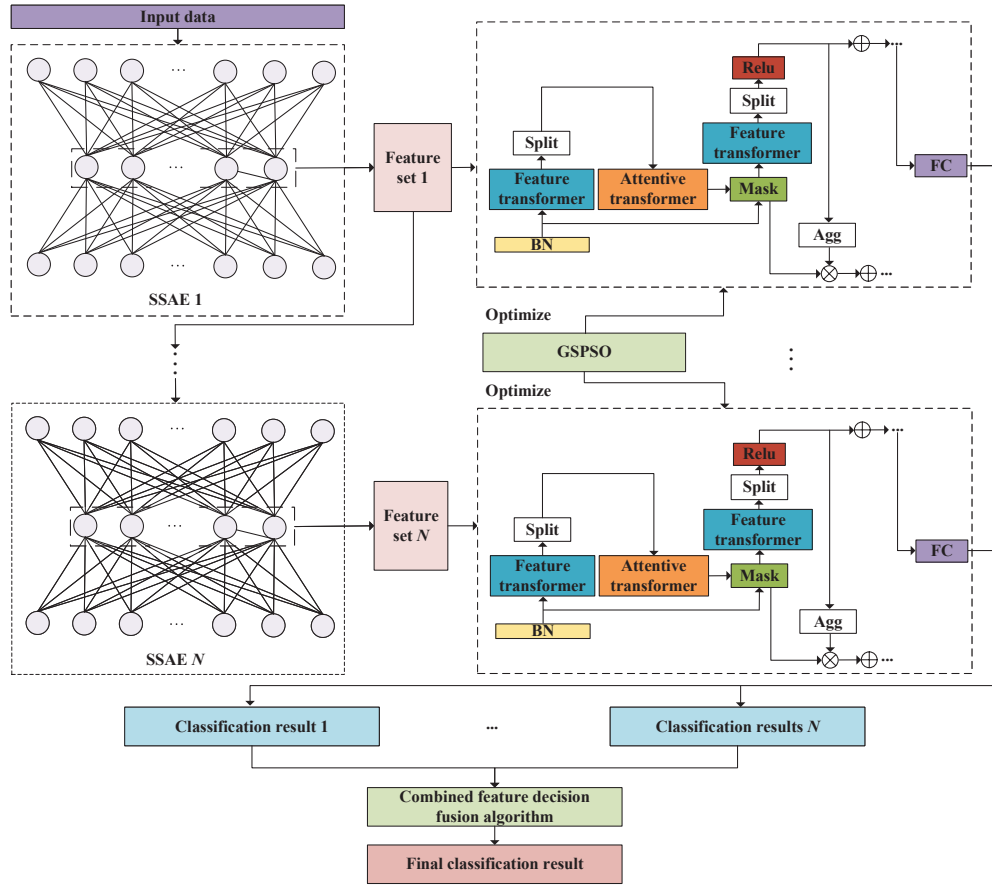 Input data
...
...
...
SSAE 1
Feature
set 1
Split
Feature
transformer
BN
Attentive
transformer
Relu
Split
Feature
transformer
Mask
Agg
...
...
FC
Optimize
GSPSO
Optimize
...
...
...
SSAE N
Feature
set N
Split
Feature
transformer
BN
Attentive
transformer
Relu
Split
Feature
transformer
Mask
Agg
...
...
FC
Classification result 1
...
Classification results N
Combined feature decision
fusion algorithm
Final classification result